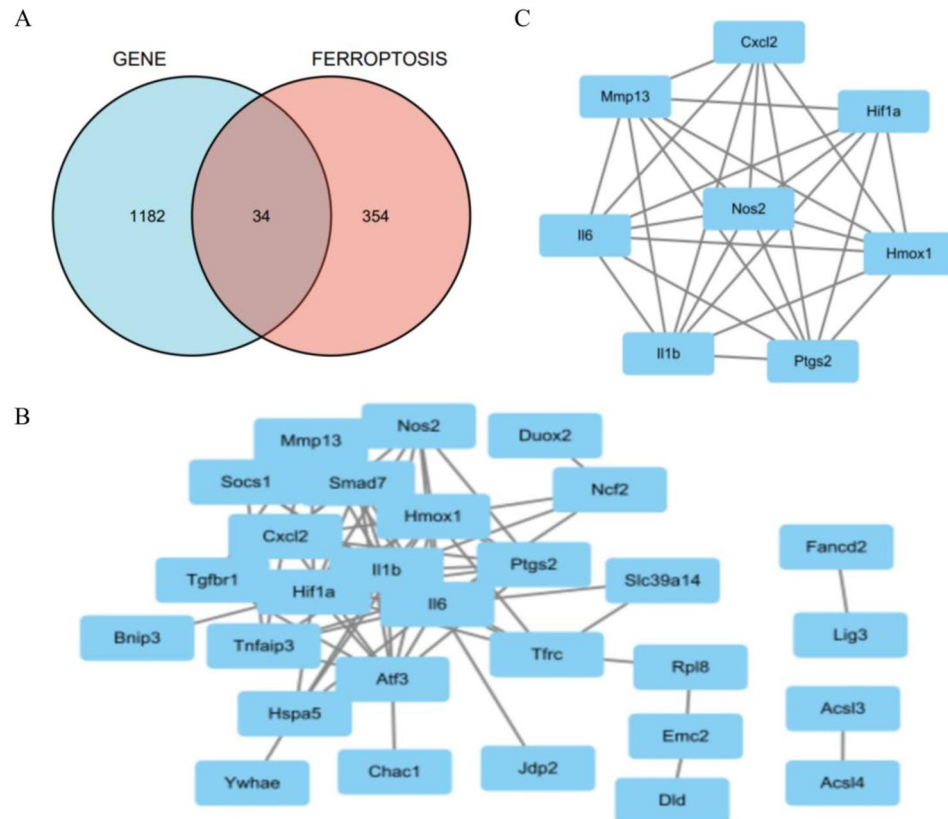 A
GENE
FERROPTOSIS
1182
34
354
C
Cxcl2
Mmp13
Hif1a
Nos2
Il6
Hmox1
Il1b
Ptgs2
B
Nos2
Mmp13
Duox2
Socs1
Smad7
Ncf2
Hmox1
Cxcl2
Fancd2
Il1b
Ptgs2
Tgfbr1
Hif1a
Slc39a14
Il6
Bnip3
Lig3
Tnfaip3
Tfrc
Rpl8
Atf3
Hspa5
Acsl3
Emc2
Ywhae
Chac1
Jdp2
Acsl4
Dld